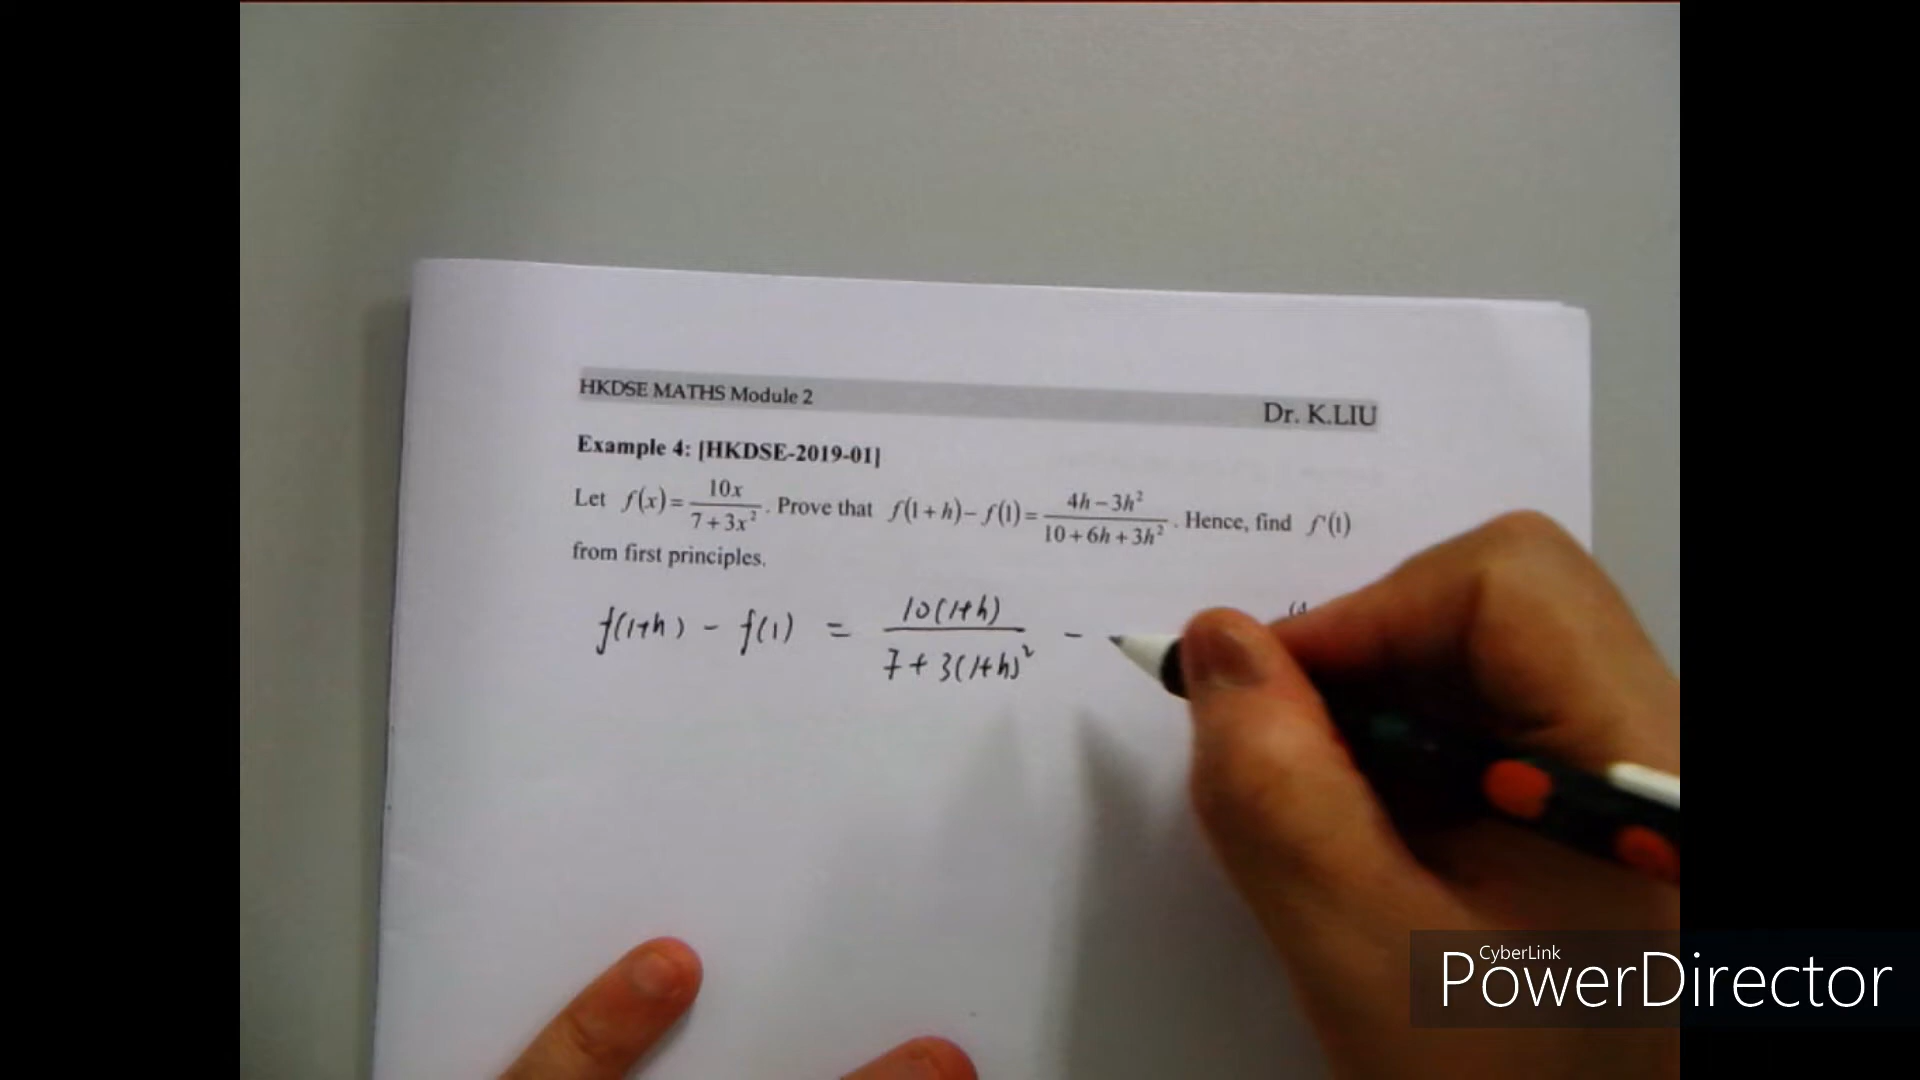 HKDSE MATHS Module 2
Dr. K.LIU
Example 4: [HKDSE-2019-01]
Let f(x) = 10x / (7 + 3x²) . Prove that f(1 + h) − f(1) = (4h − 3h²) / (10 + 6h + 3h²) . Hence, find f'(1)
from first principles.
(4
f(1+h) - f(1) = 10(1+h) / (7 + 3(1+h)²) -
CyberLink
PowerDirector